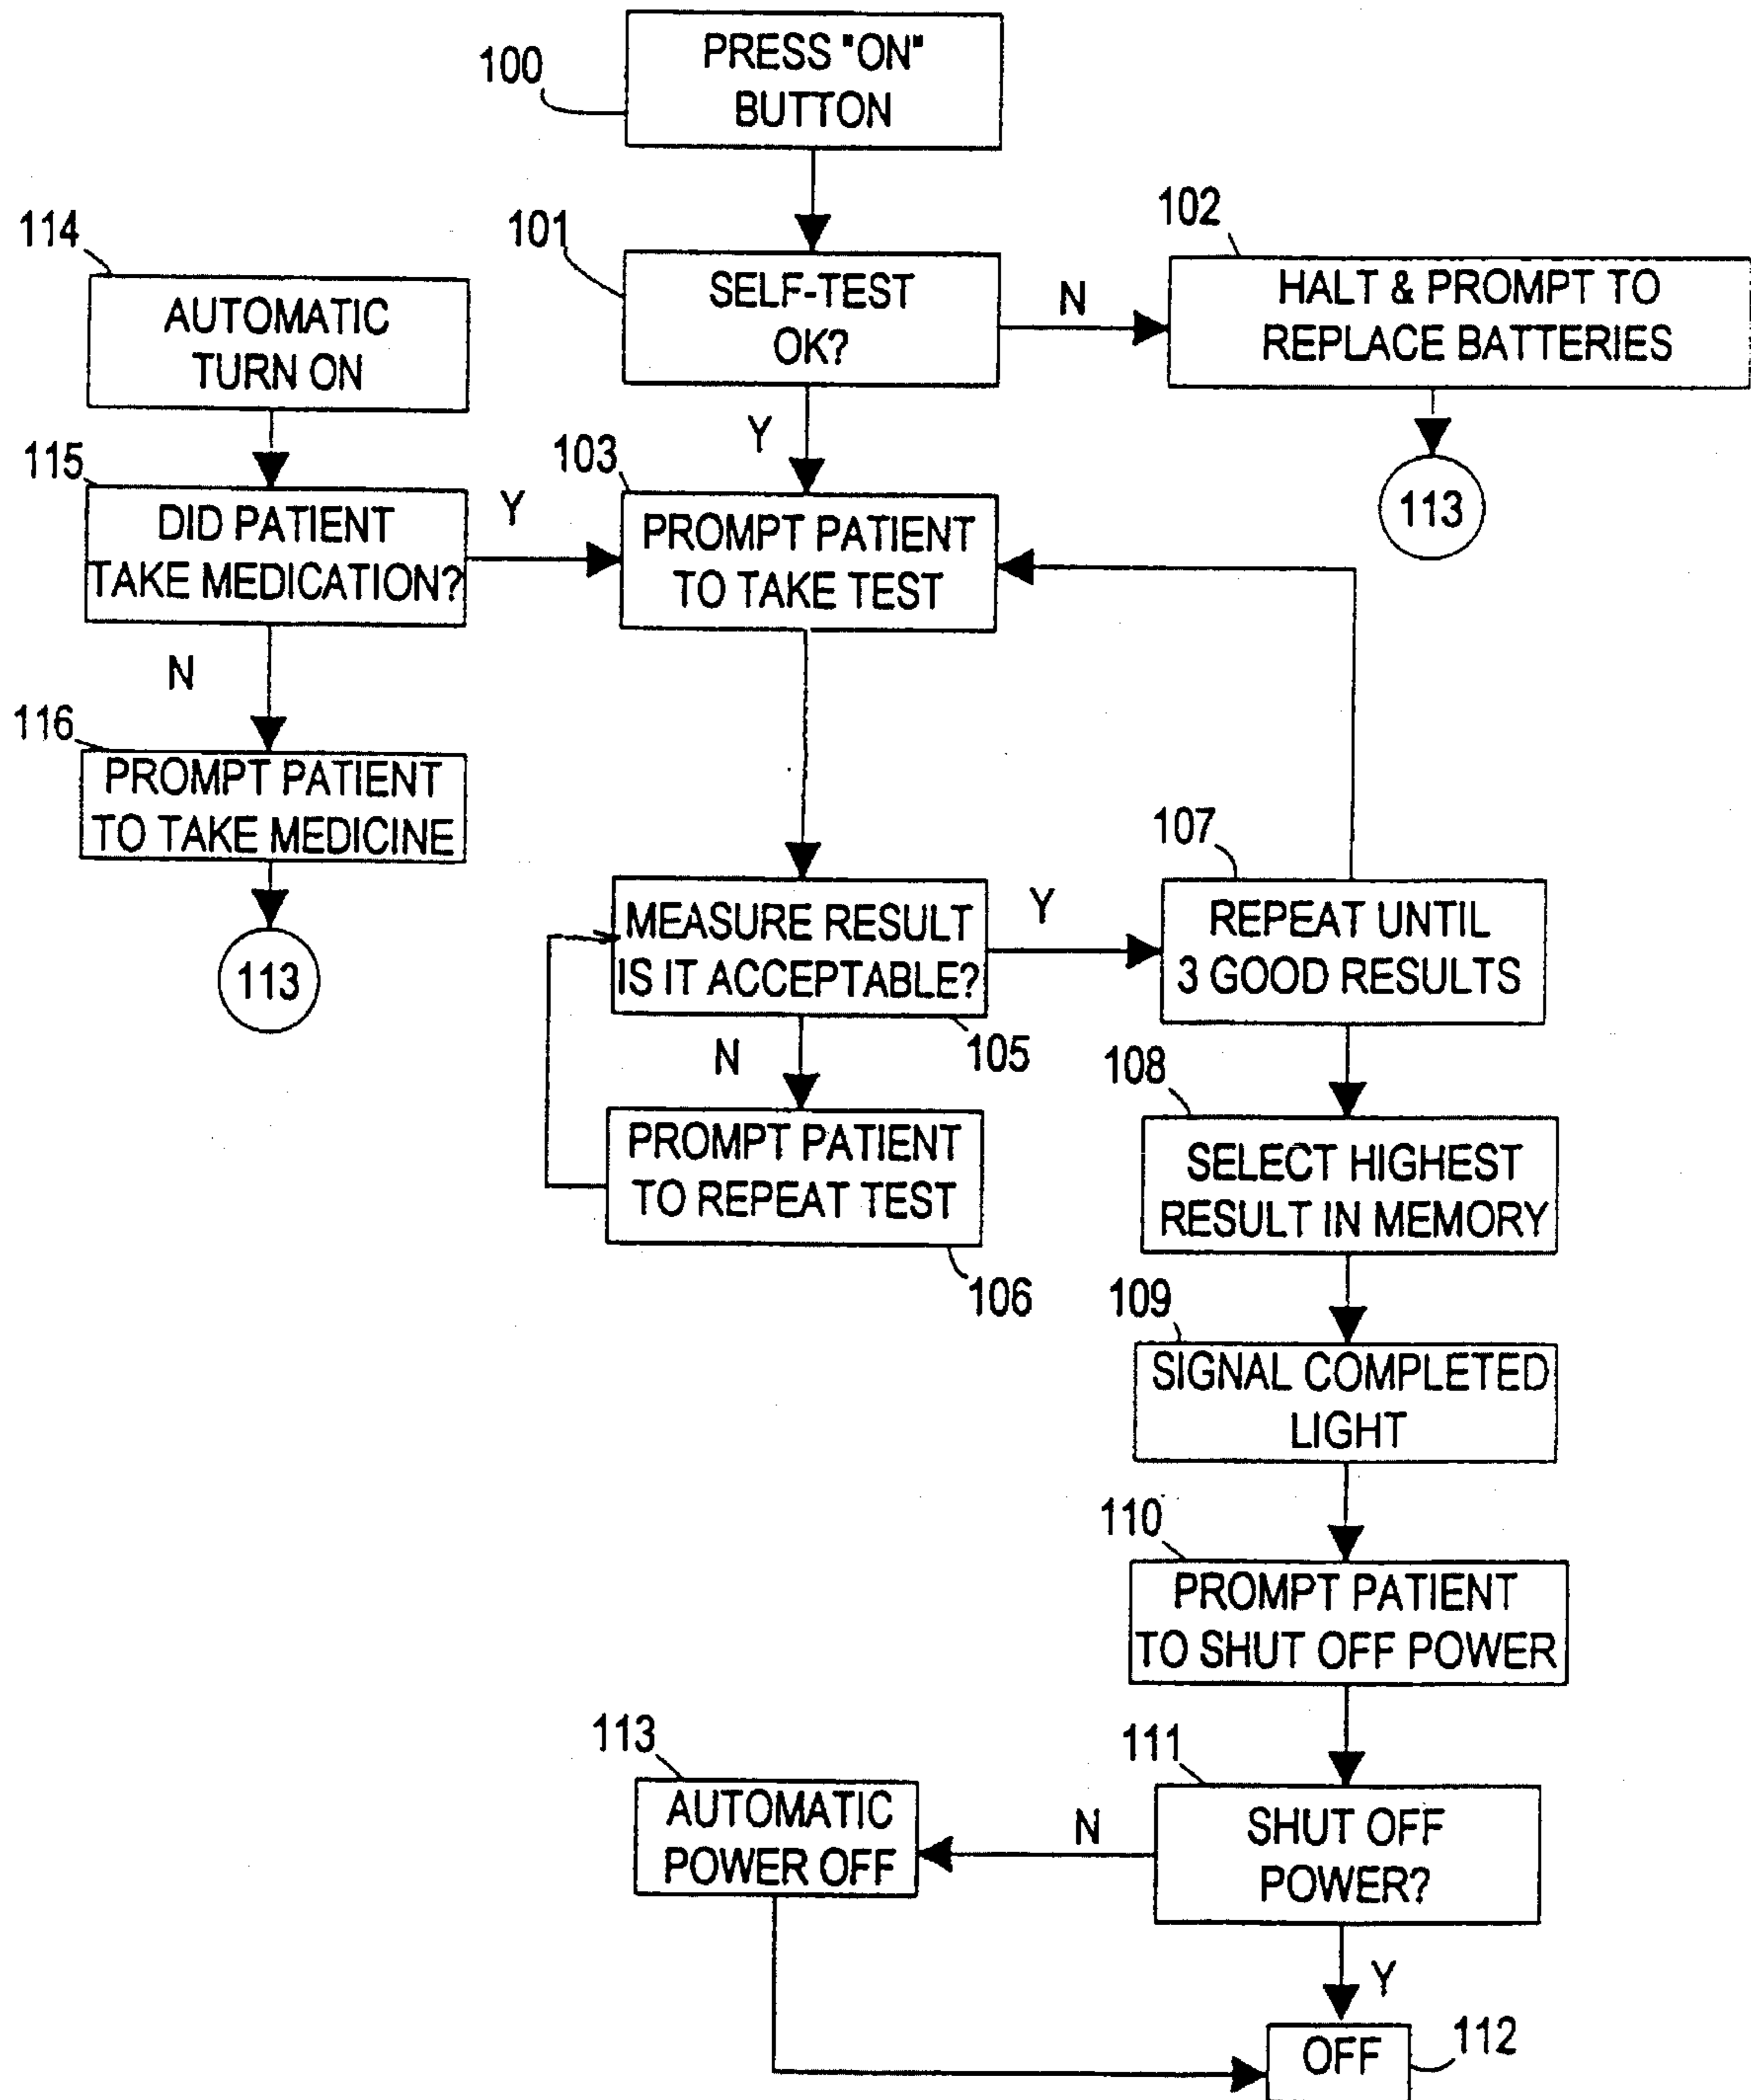 100
PRESS "ON"
BUTTON
101
SELF-TEST
OK?
N
102
HALT & PROMPT TO
REPLACE BATTERIES
113
114
AUTOMATIC
TURN ON
Y
115
DID PATIENT
TAKE MEDICATION?
Y
103
PROMPT PATIENT
TO TAKE TEST
N
116
PROMPT PATIENT
TO TAKE MEDICINE
113
MEASURE RESULT
IS IT ACCEPTABLE?
105
Y
107
REPEAT UNTIL
3 GOOD RESULTS
N
PROMPT PATIENT
TO REPEAT TEST
106
108
SELECT HIGHEST
RESULT IN MEMORY
109
SIGNAL COMPLETED
LIGHT
110
PROMPT PATIENT
TO SHUT OFF POWER
113
AUTOMATIC
POWER OFF
N
111
SHUT OFF
POWER?
Y
OFF
112